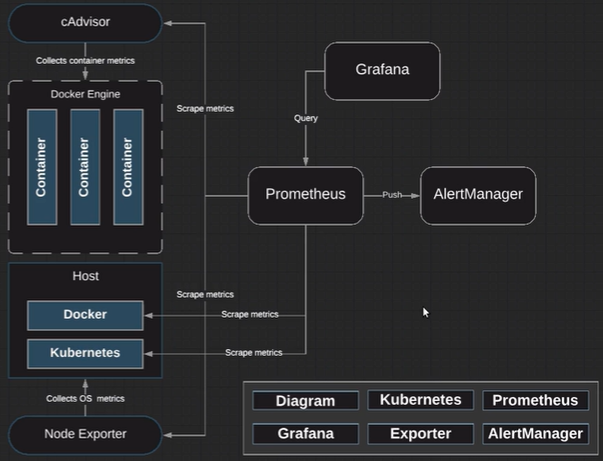 cAdvisor
Collects container metrics
Docker Engine
Container
Container
Container
Scrape metrics
Grafana
Query
Prometheus
Push
AlertManager
Host
Docker
Kubernetes
Scrape metrics
Scrape metrics
Scrape metrics
Collects OS metrics
Node Exporter
Diagram
Kubernetes
Prometheus
Grafana
Exporter
AlertManager